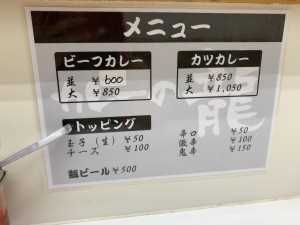 メニュー
ビーフカレー
並 ¥600
大 ¥850
カツカレー
並 ¥850
大 ¥1,050
トッピング
玉子(生) ¥50
チーズ ¥100
辛口 ¥50
激辛 ¥100
鬼辛 ¥150
瓶ビール ¥500
の龍